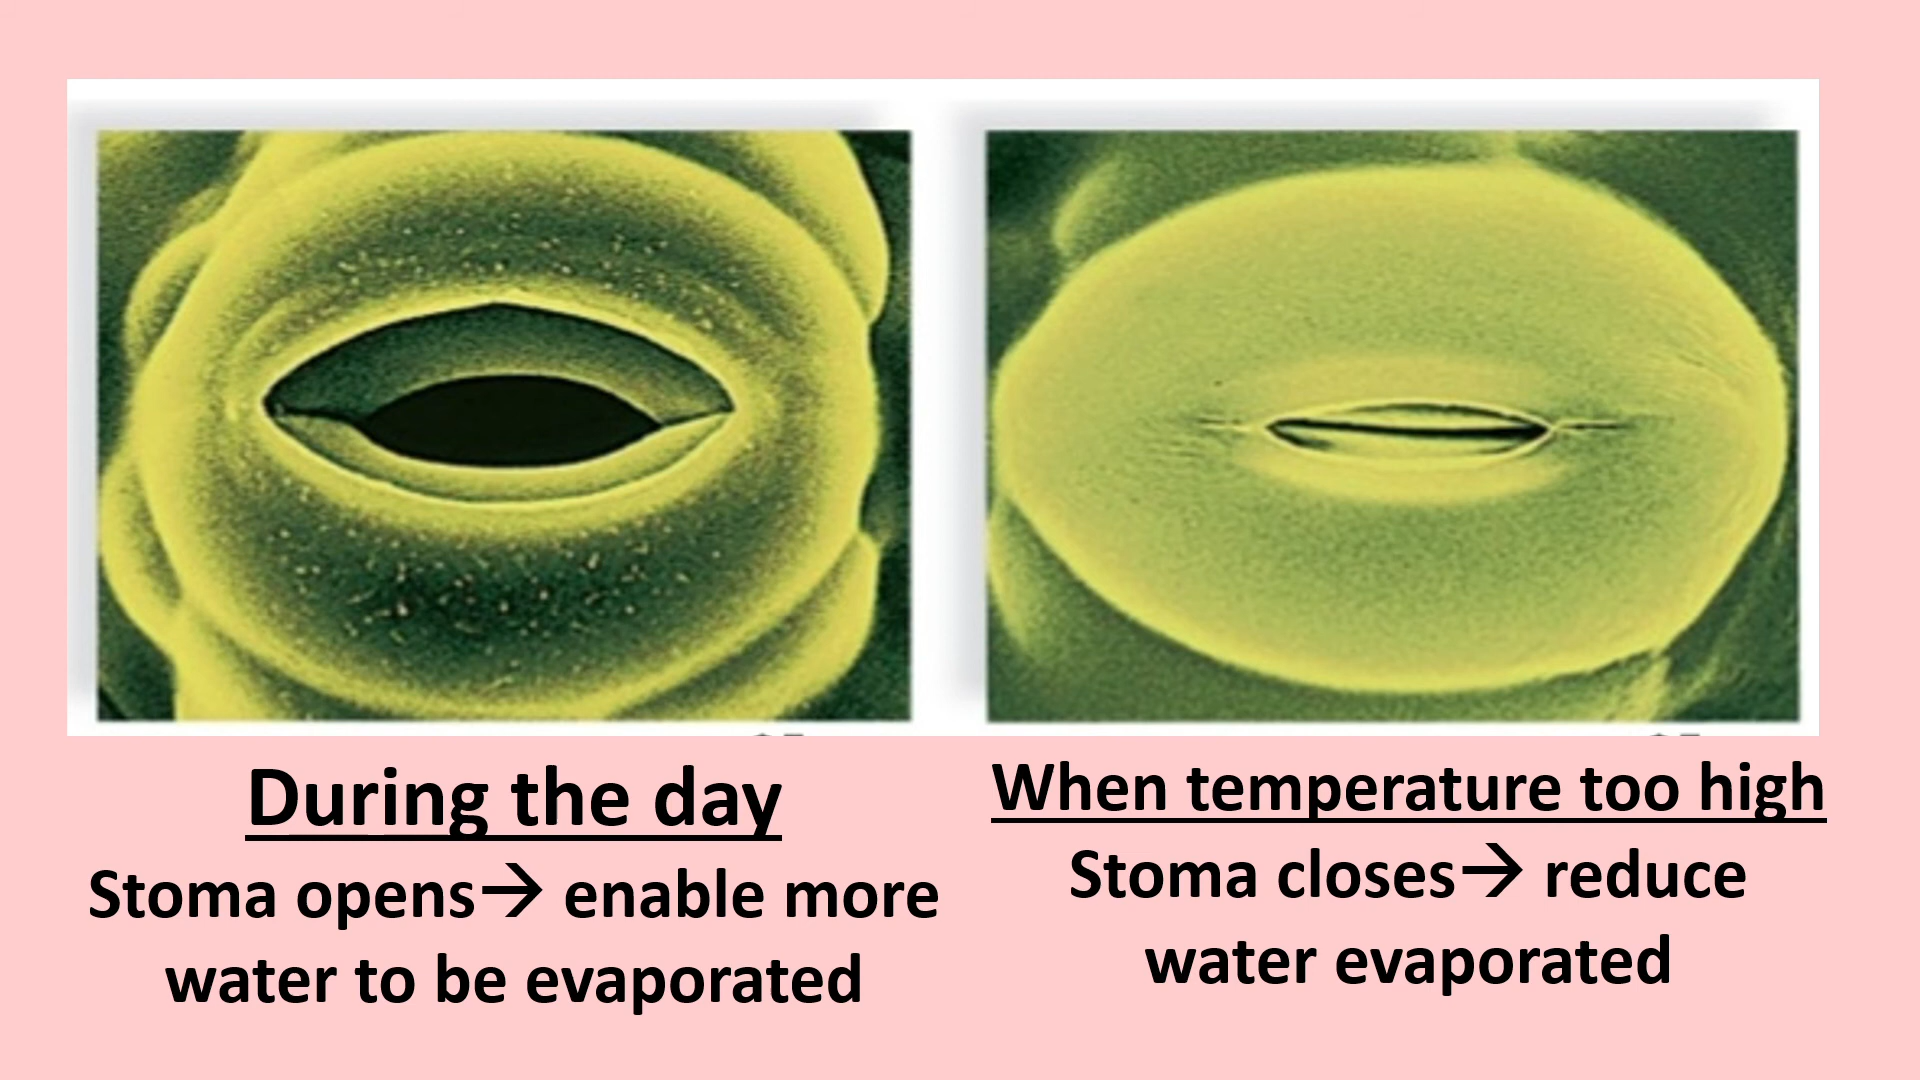 During the day
Stoma opens→ enable more
water to be evaporated
When temperature too high
Stoma closes→ reduce
water evaporated